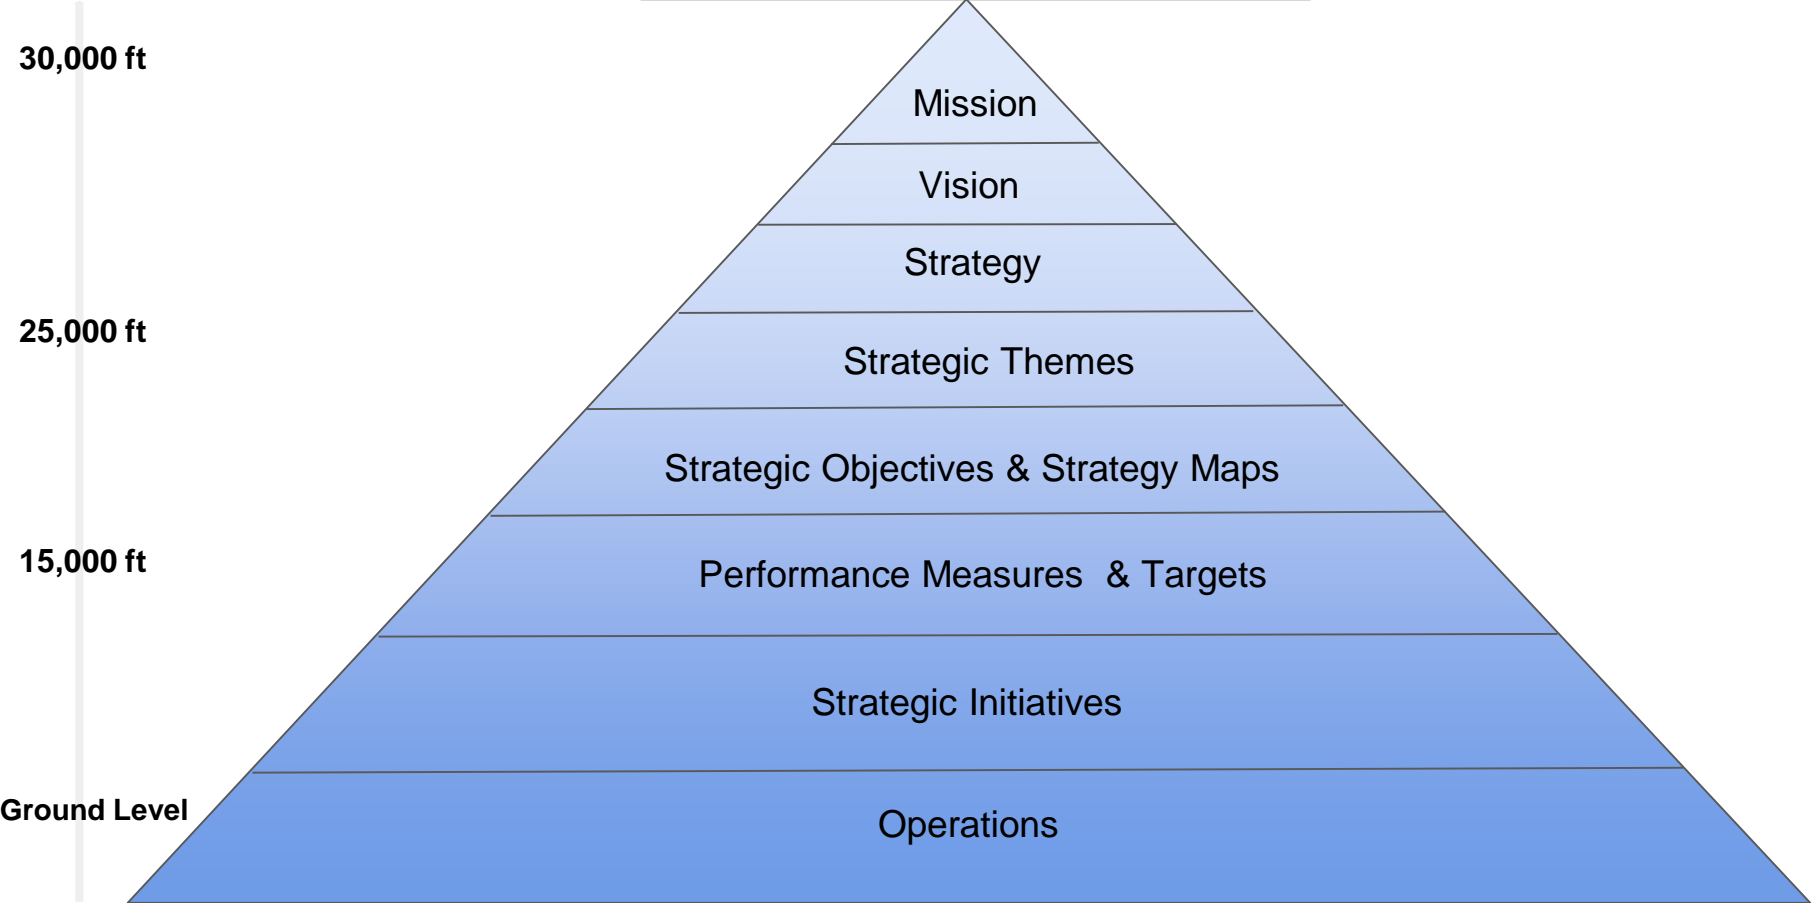 30,000 ft
Mission
Vision
Strategy
25,000 ft
Strategic Themes
Strategic Objectives & Strategy Maps
15,000 ft
Performance Measures  & Targets
Strategic Initiatives
Ground Level
Operations